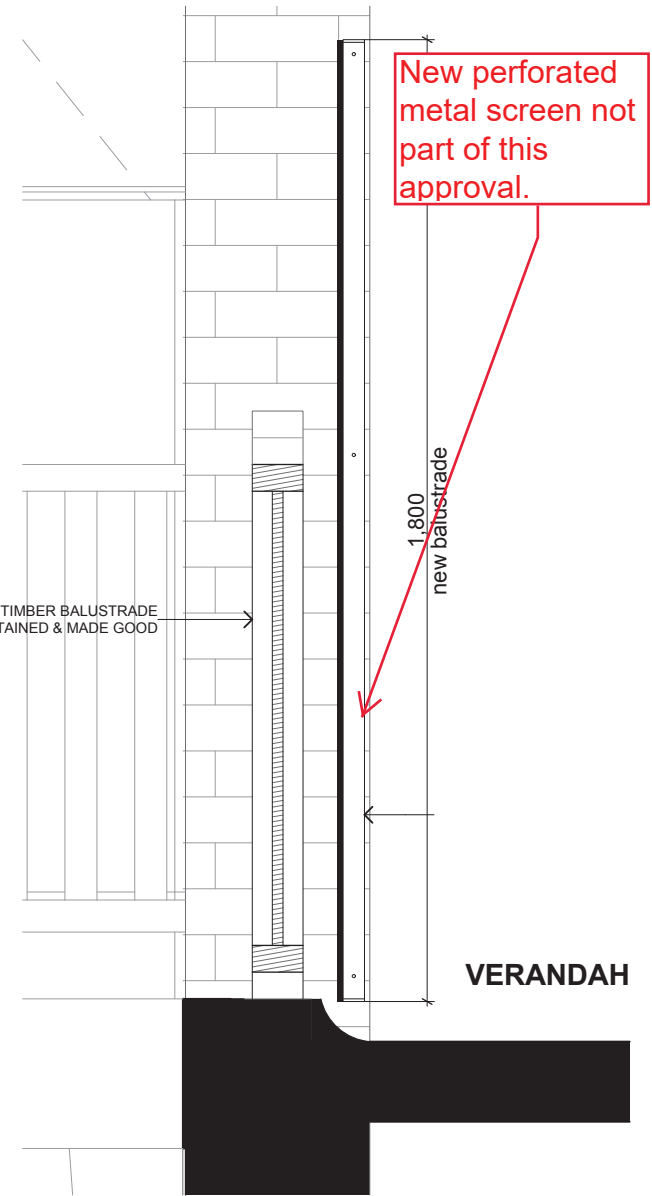 New perforated
metal screen not
part of this
approval.
1,800
new balustrade
TIMBER BALUSTRADE
TAINED & MADE GOOD
VERANDAH